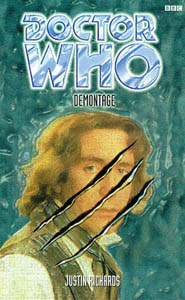 BBC
DOCTOR
WHO
DEMONTAGE
JUSTIN RICHARDS